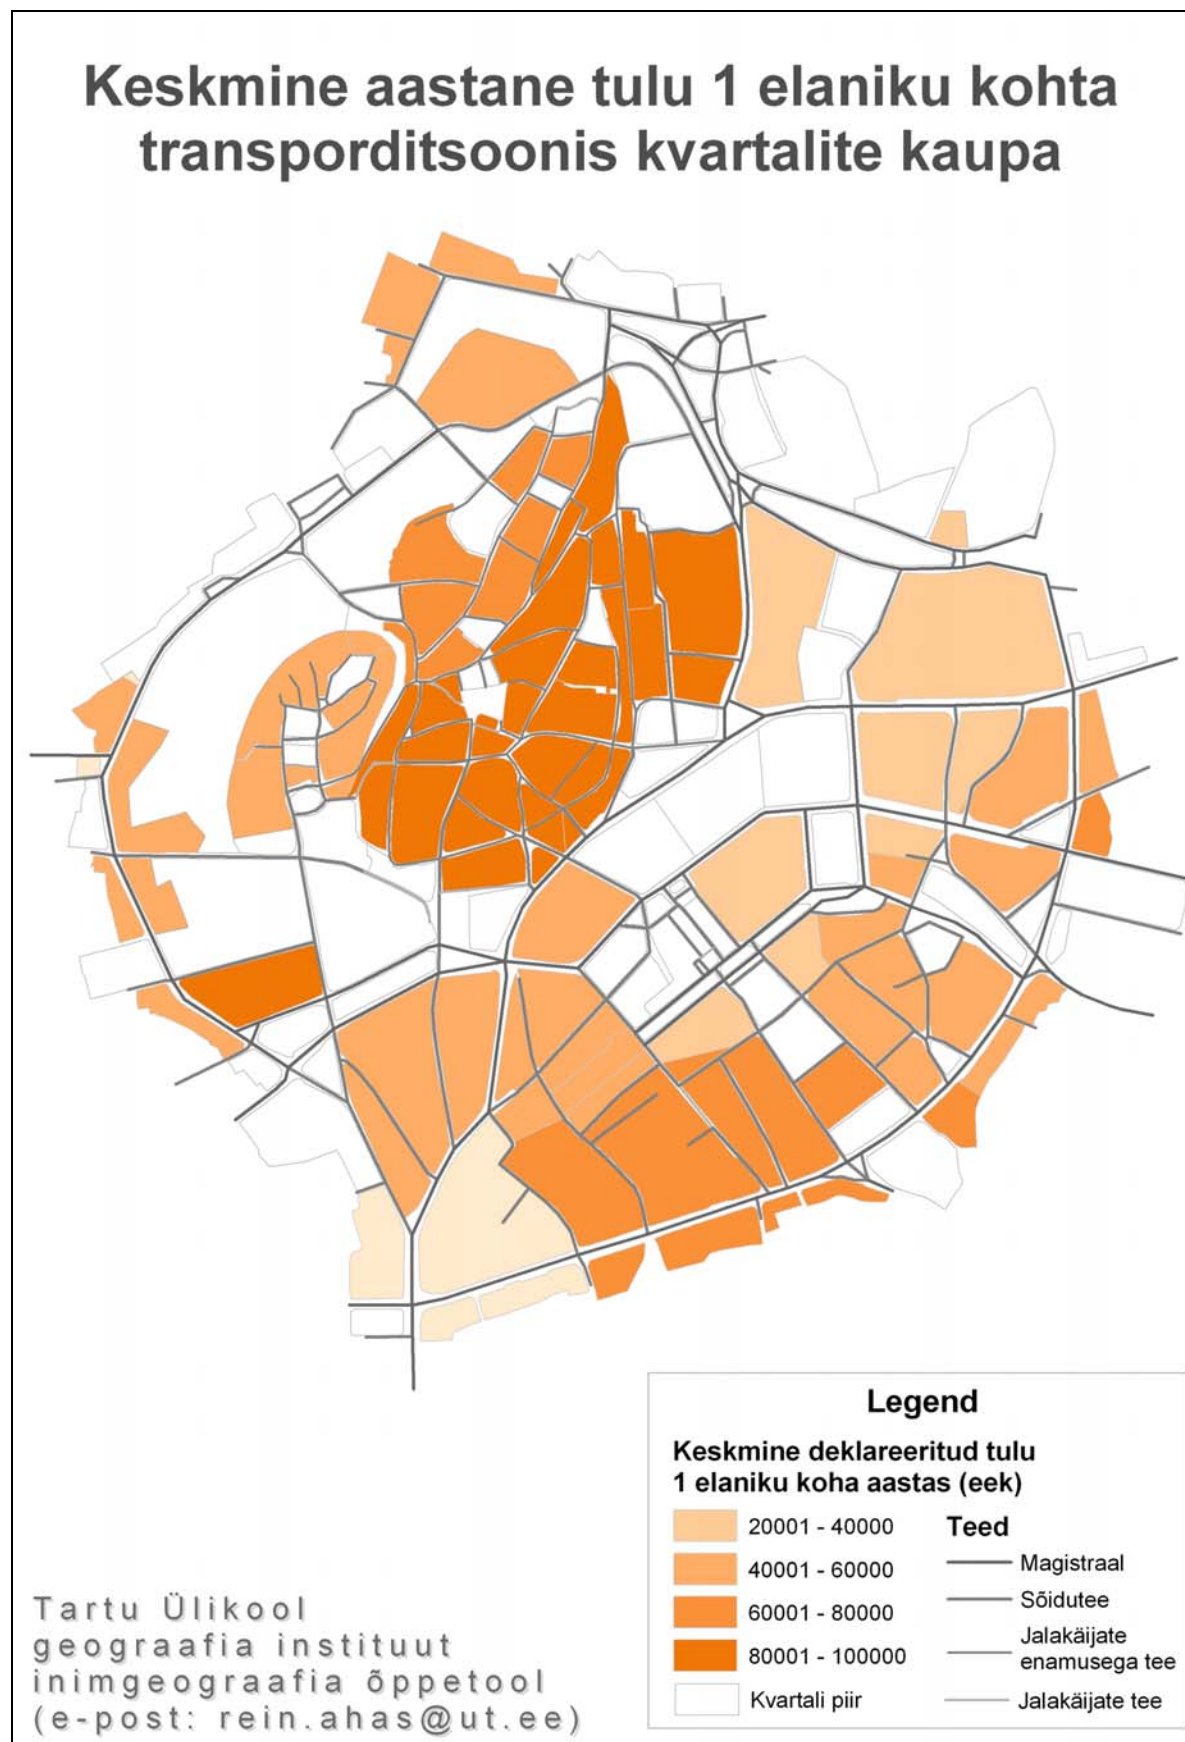 Keskmine aastane tulu 1 elaniku kohta
transporditsoonis kvartalite kaupa
Legend
Keskmine deklareeritud tulu
1 elaniku koha aastas (eek)
20001 - 40000
40001 - 60000
60001 - 80000
80001 - 100000
Kvartali piir
Teed
Magistraal
Sõidutee
Jalakäijate
enamusega tee
Jalakäijate tee
Tartu Ülikool
geograafia instituut
inimgeograafia õppetool
(e-post: rein.ahas@ut.ee)